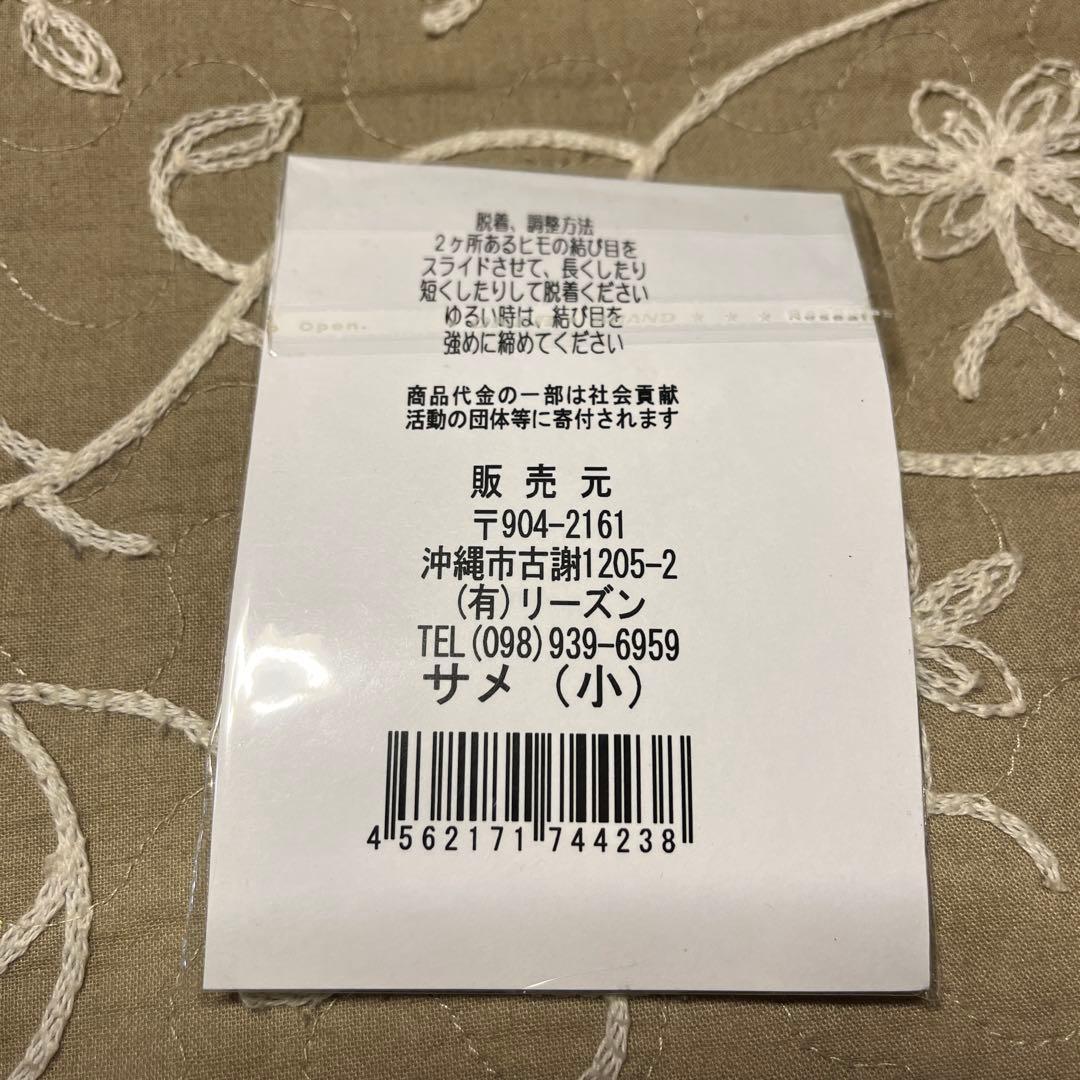 脱着、調整方法
2ヶ所あるヒモの結び目を
スライドさせて、長くしたり
短くしたりして脱着ください
Open.
AND ★ ★ ★
ゆるい時は、結び目を
強めに締めてください
商品代金の一部は社会貢献
活動の団体等に寄付されます
販売元
〒904-2161
沖縄市古謝1205-2
(有)リーズン
TEL(098)939-6959
サメ（小）
4 562171 744238